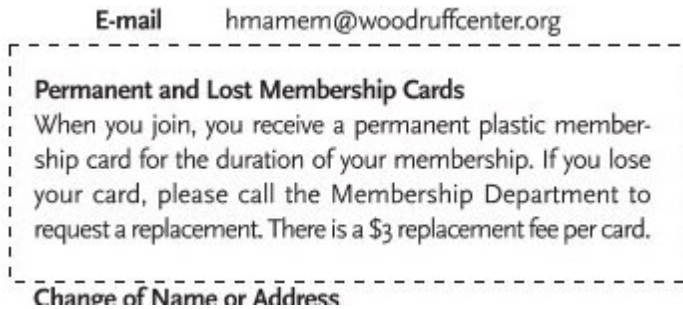 E-mail hmamem@woodruffcenter.org
Permanent and Lost Membership Cards
When you join, you receive a permanent plastic member-
ship card for the duration of your membership. If you lose
your card, please call the Membership Department to
request a replacement. There is a $3 replacement fee per card.
Change of Name or Address